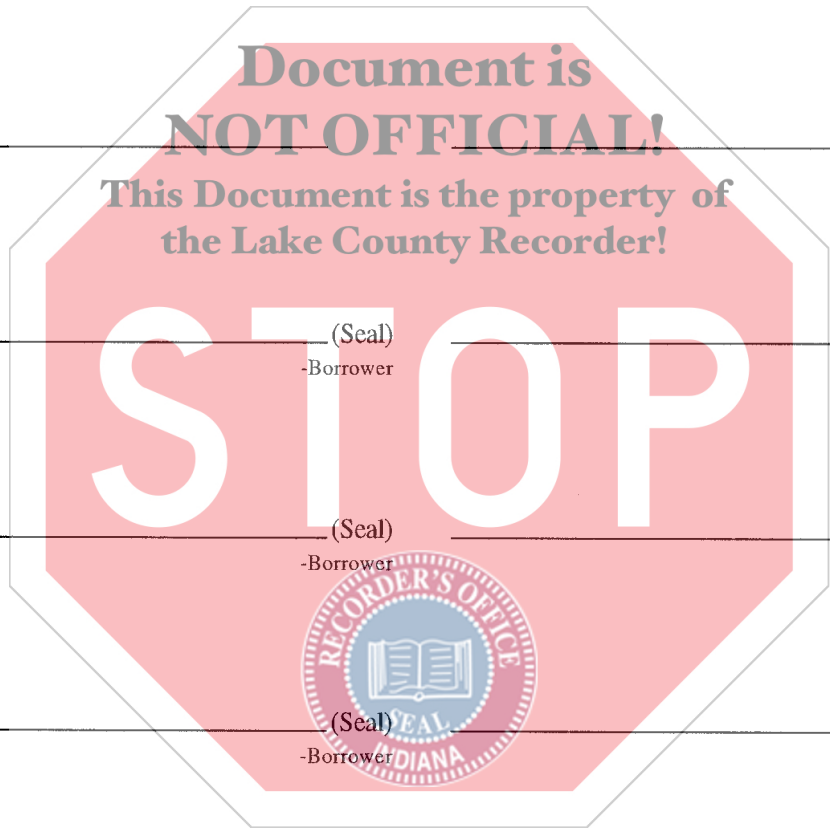 Document is
NOT OFFICIAL!
This Document is the property of
the Lake County Recorder!
STOP
(Seal)
-Borrower
(Seal)
-Borrower
RECORDER'S OFFICE
SEAL
INDIANA
(Seal)
-Borrower